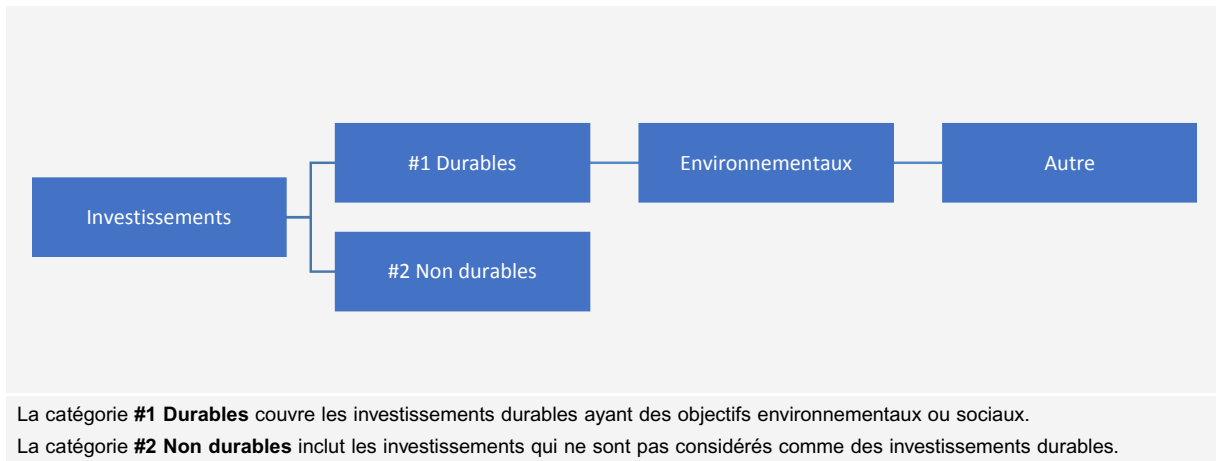 #1 Durables
Environnementaux
Autre
Investissements
#2 Non durables
La catégorie #1 Durables couvre les investissements durables ayant des objectifs environnementaux ou sociaux.
La catégorie #2 Non durables inclut les investissements qui ne sont pas considérés comme des investissements durables.